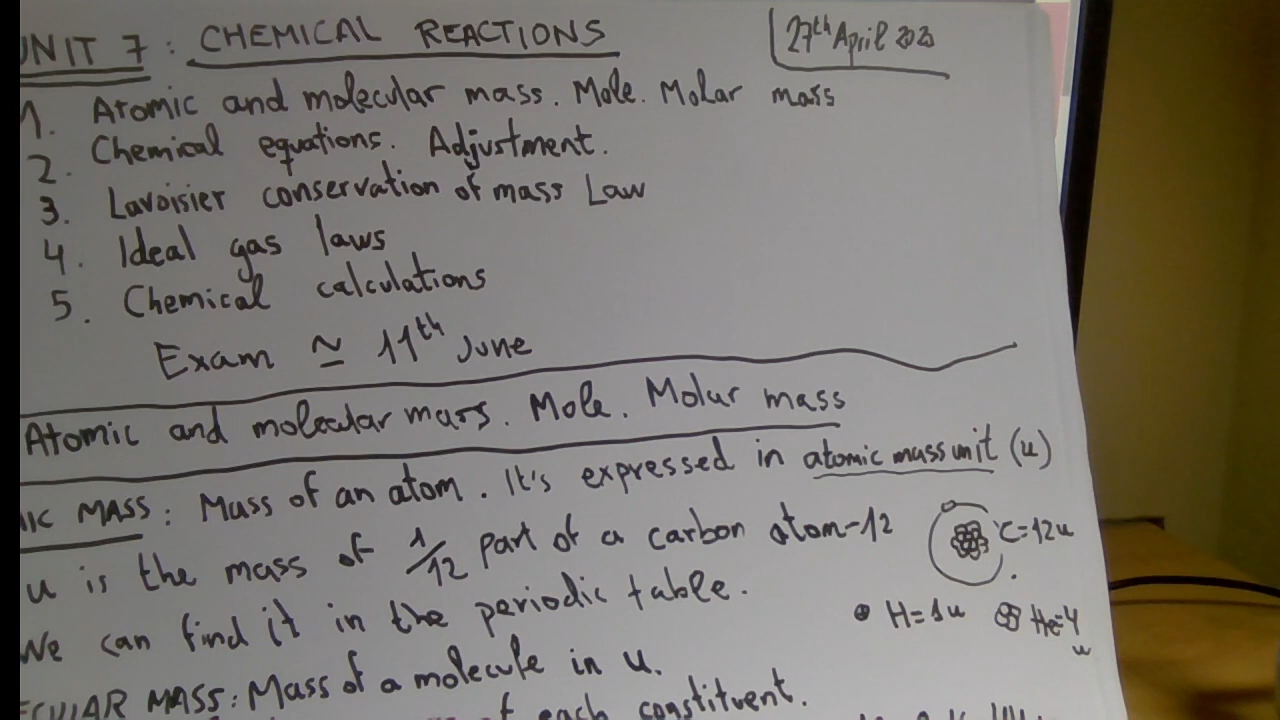 UNIT 7: CHEMICAL REACTIONS
27th April 2020
1. Atomic and molecular mass. Mole. Molar mass
2. Chemical equations. Adjustment.
3. Lavoisier conservation of mass Law
4. Ideal gas laws
5. Chemical calculations
Exam ≃ 11th June
Atomic and molecular mass. Mole. Molar mass
IC MASS: Mass of an atom. It's expressed in atomic mass unit (u)
u is the mass of 1/12 part of a carbon atom-12
C=12u
We can find it in the periodic table.
H=1u He=4u
ECULAR MASS: Mass of a molecule in u.
of each constituent.